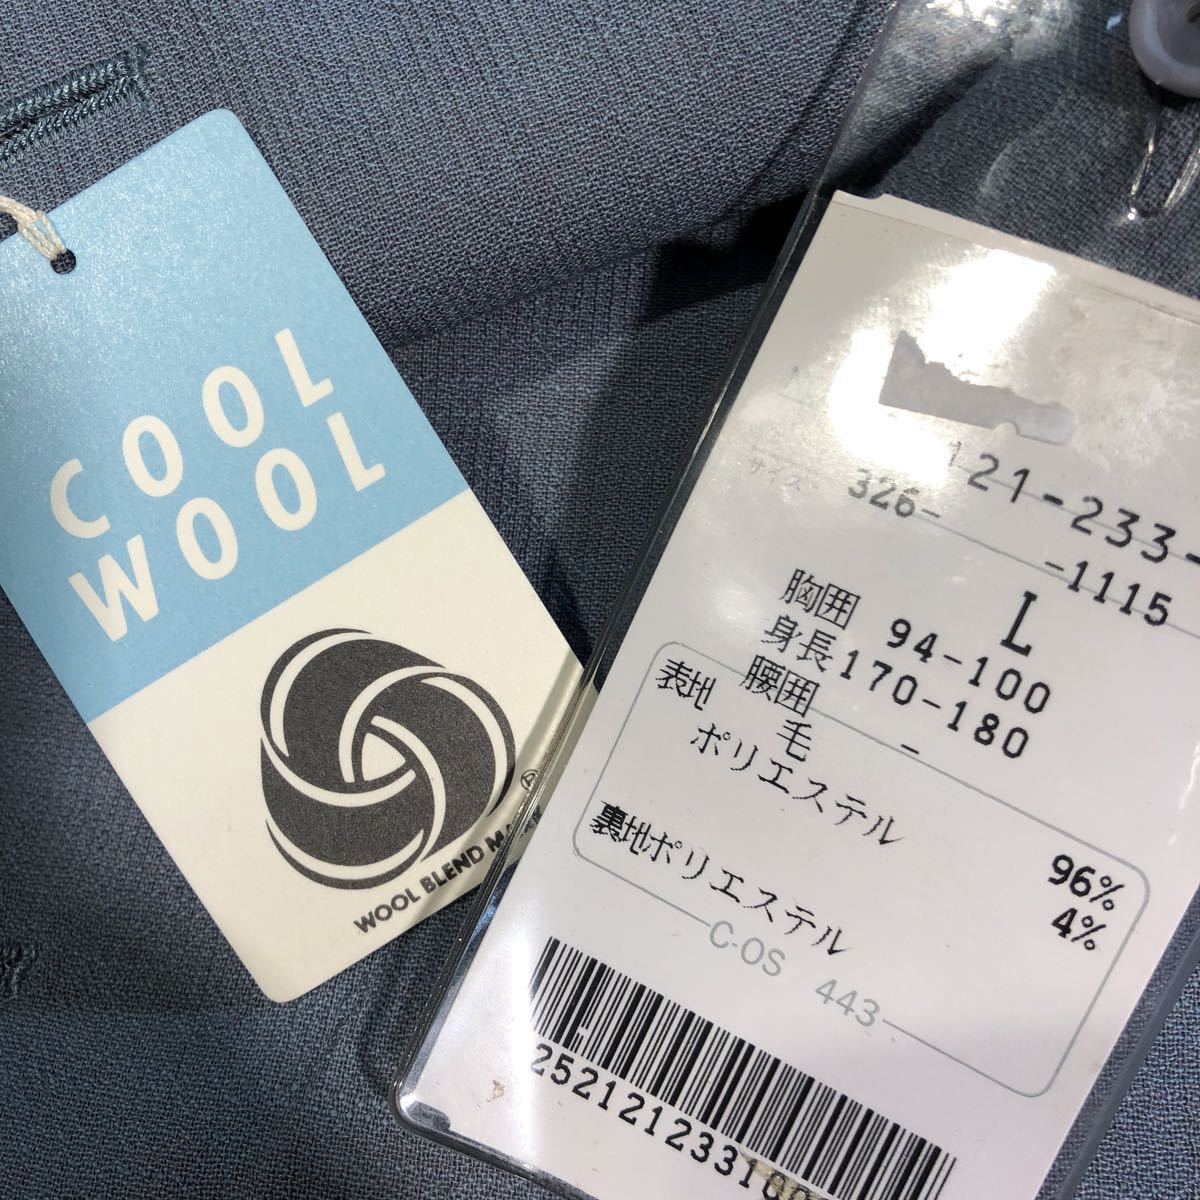 COOL
WOOL
WOOL BLEND MARK
121-233-
サイズ 326- -1115
L
胸囲 94-100
身長 170-180
腰囲 -
表地 毛 96%
ポリエステル 4%
裏地 ポリエステル
C-OS 443
2521212331